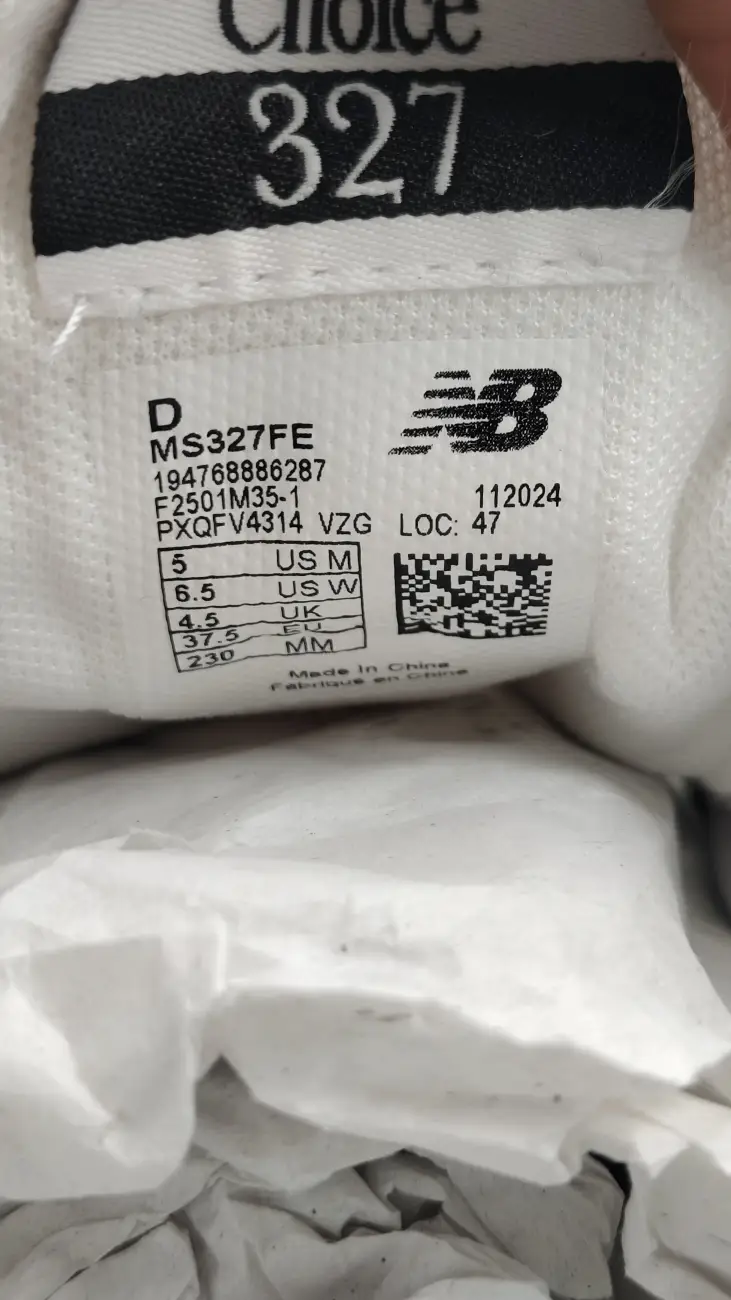 Choice
327
D
MS327FE
NB
194768886287
F2501M35-1 112024
PXQFV4314 VZG LOC: 47
5 US M
6.5 US W
4.5 UK
37.5 EU
230 MM
Made In China
Fabriqué en Chine